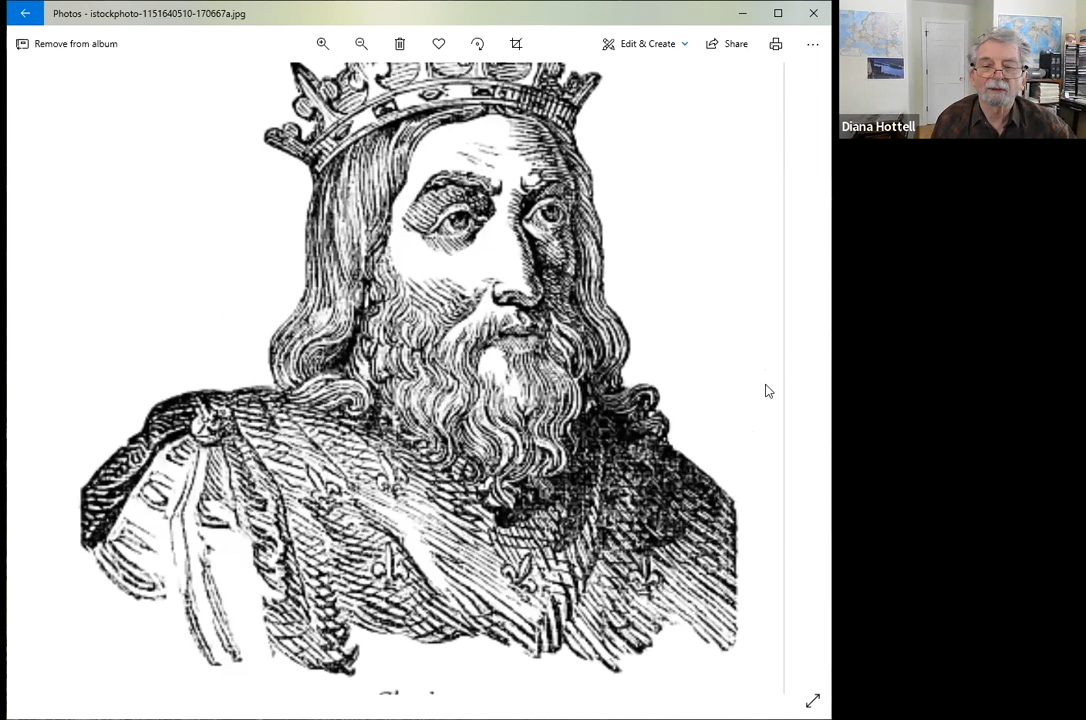 Photos - istockphoto-1151640510-170667a.jpg
Remove from album
Edit & Create
Share
Diana Hottell